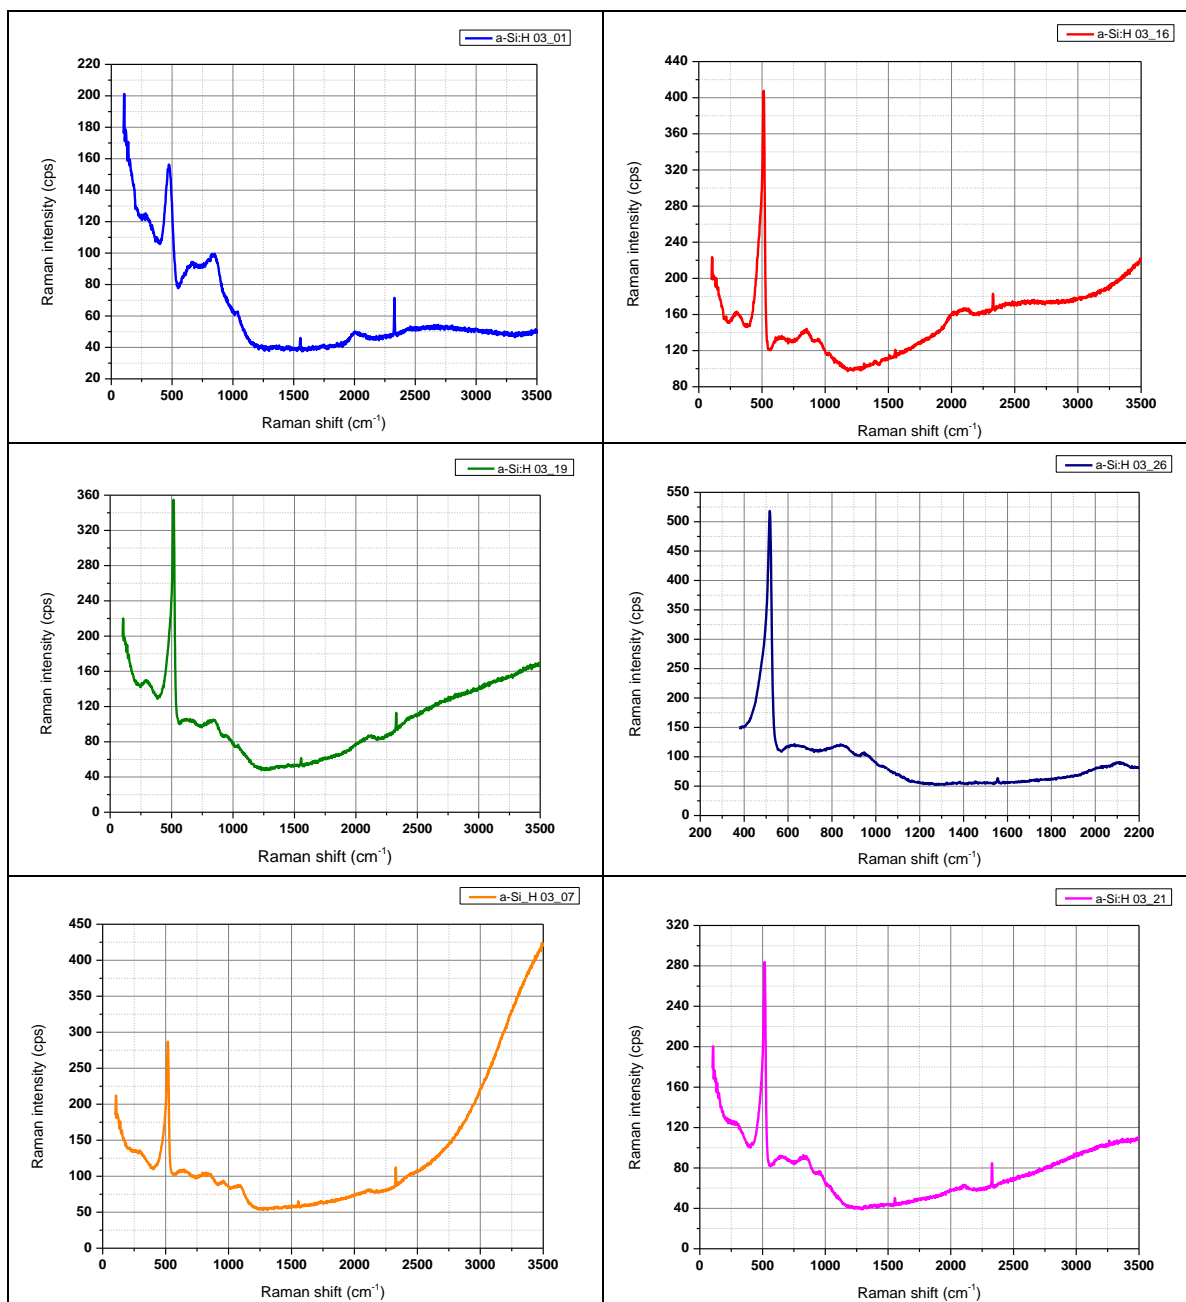 a-Si:H 03_01
220
200
180
160
140
120
100
80
60
40
20
0 500 1000 1500 2000 2500 3000 3500
Raman intensity (cps)
Raman shift (cm⁻¹)
a-Si:H 03_16
440
400
360
320
280
240
200
160
120
80
0 500 1000 1500 2000 2500 3000 3500
Raman intensity (cps)
Raman shift (cm⁻¹)
a-Si:H 03_19
360
320
280
240
200
160
120
80
40
0
0 500 1000 1500 2000 2500 3000 3500
Raman intensity (cps)
Raman shift (cm⁻¹)
a-Si:H 03_26
550
500
450
400
350
300
250
200
150
100
50
0
200 400 600 800 1000 1200 1400 1600 1800 2000 2200
Raman intensity (cps)
Raman shift (cm⁻¹)
a-Si_H 03_07
450
400
350
300
250
200
150
100
50
0
0 500 1000 1500 2000 2500 3000 3500
Raman intensity (cps)
Raman shift (cm⁻¹)
a-Si:H 03_21
320
280
240
200
160
120
80
40
0
0 500 1000 1500 2000 2500 3000 3500
Raman intensity (cps)
Raman shift (cm⁻¹)